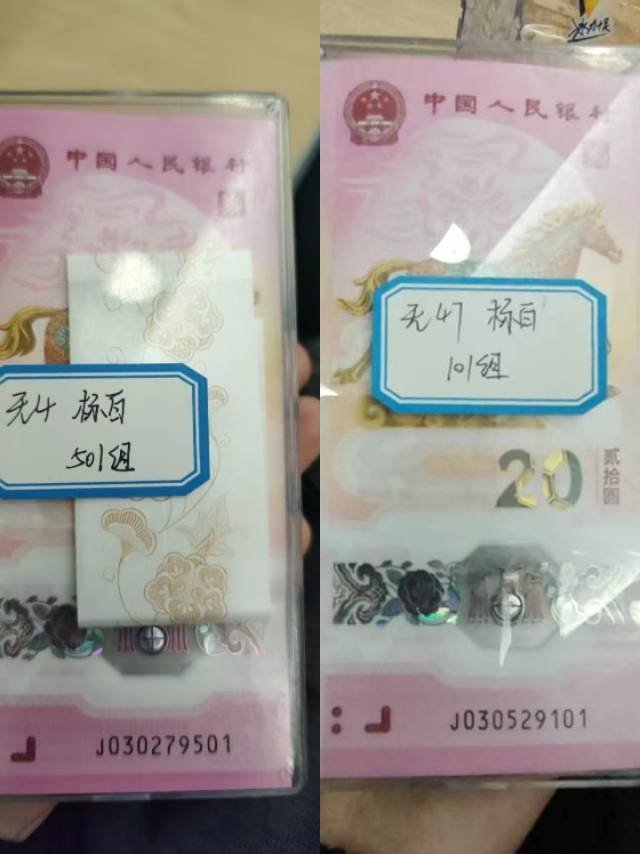 中国人民银行
无4 标百
501组
J030279501
中国人民银行
无47 标百
101组
20
贰拾圆
J030529101